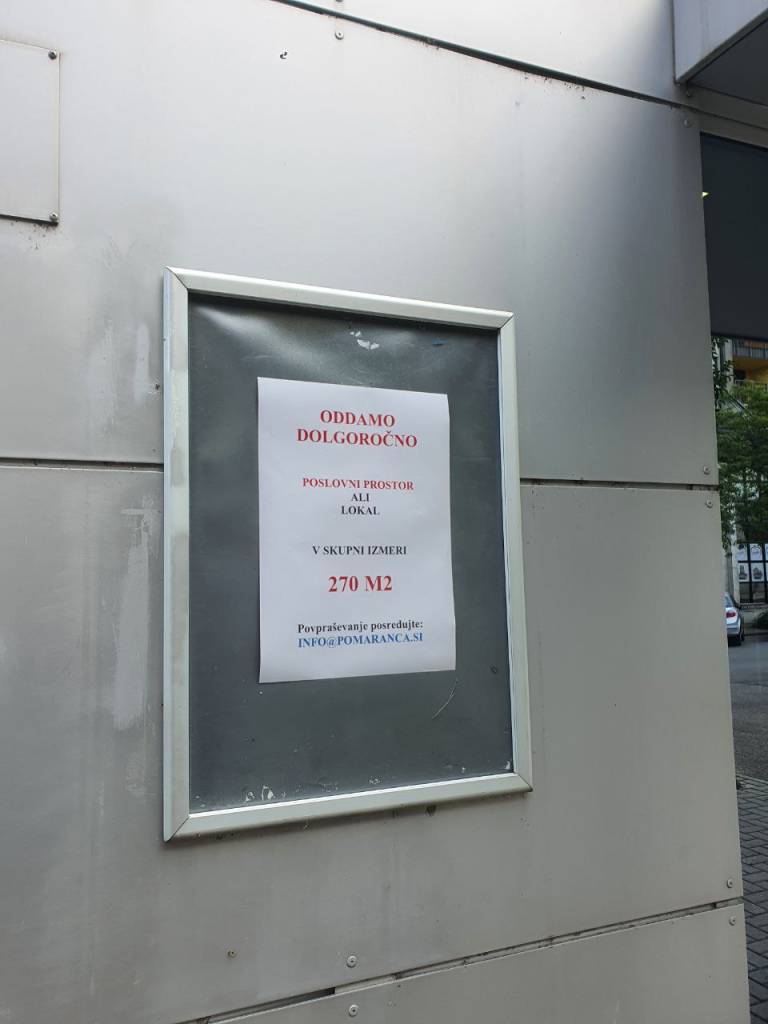 ODDAMO
DOLGOROČNO
POSLOVNI PROSTOR
ALI
LOKAL
V SKUPNI IZMERI
270 M2
Povpraševanje posredujte:
INFO@POMARANCA.SI